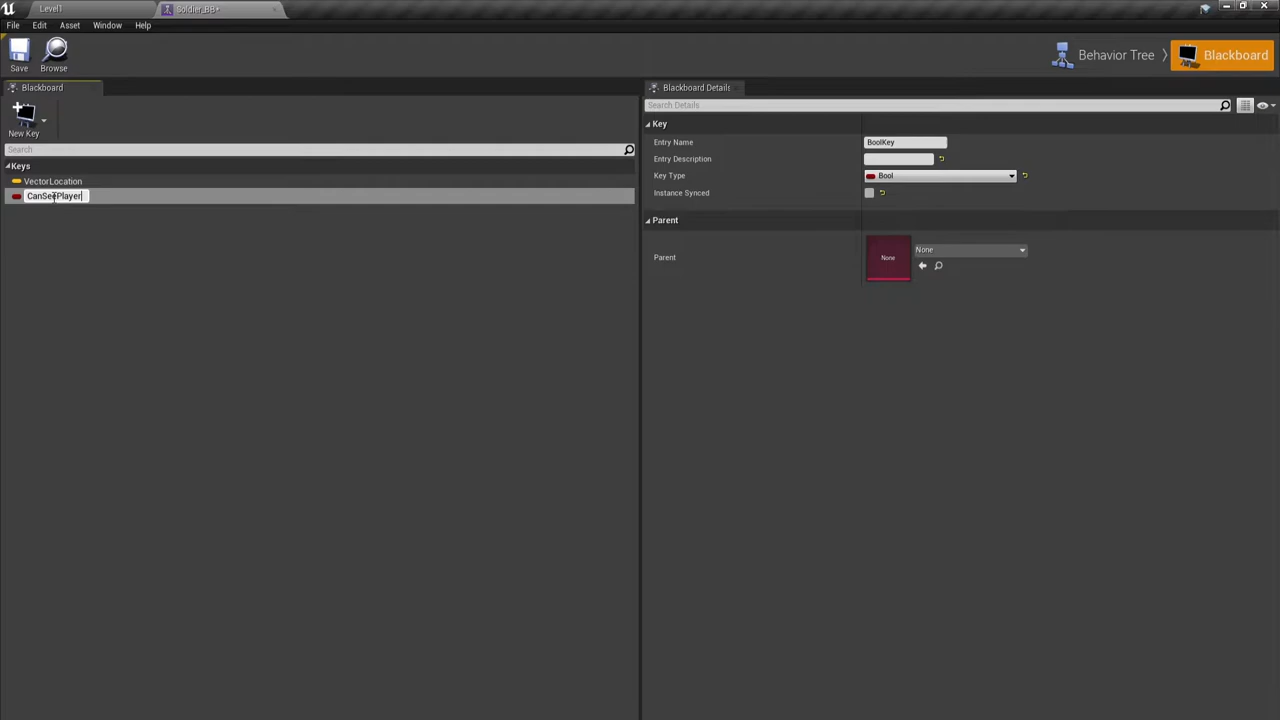 Level1
Soldier_BB*
File Edit Asset Window Help
Save
Browse
Behavior Tree
Blackboard
Blackboard
New Key
Search
Keys
VectorLocation
CanSeePlayer
Blackboard Details
Search Details
Key
Entry Name BoolKey
Entry Description
Key Type Bool
Instance Synced
Parent
Parent None None